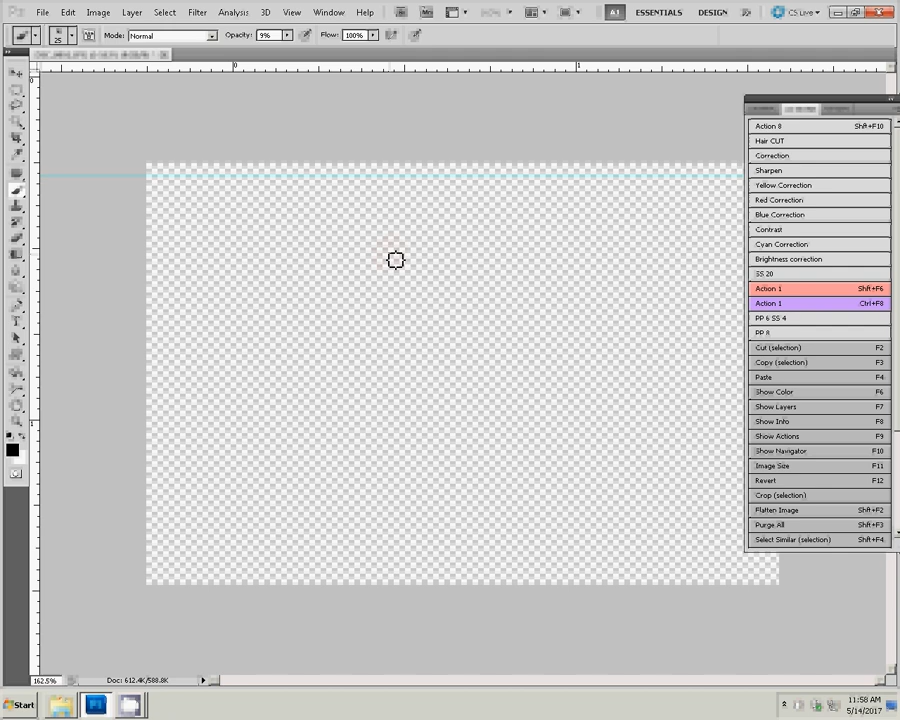 Ps File Edit Image Layer Select Filter Analysis 3D View Window Help A1 ESSENTIALS DESIGN CS Live
25 Mode: Normal Opacity: 9% Flow: 100%
0 1
0
1
Action 8 Shft+F10
Hair CUT
Correction
Sharpen
Yellow Correction
Red Correction
Blue Correction
Contrast
Cyan Correction
Brightness correction
SS 20
Action 1 Shft+F6
Action 1 Ctrl+F8
PP 6 SS 4
PP 8
Cut (selection) F2
Copy (selection) F3
Paste F4
Show Color F6
Show Layers F7
Show Info F8
Show Actions F9
Show Navigator F10
Image Size F11
Revert F12
Crop (selection)
Flatten Image Shft+F2
Purge All Shft+F3
Select Similar (selection) Shft+F4
162.5% Doc: 612.4K/588.8K
Start 11:58 AM
5/14/2017